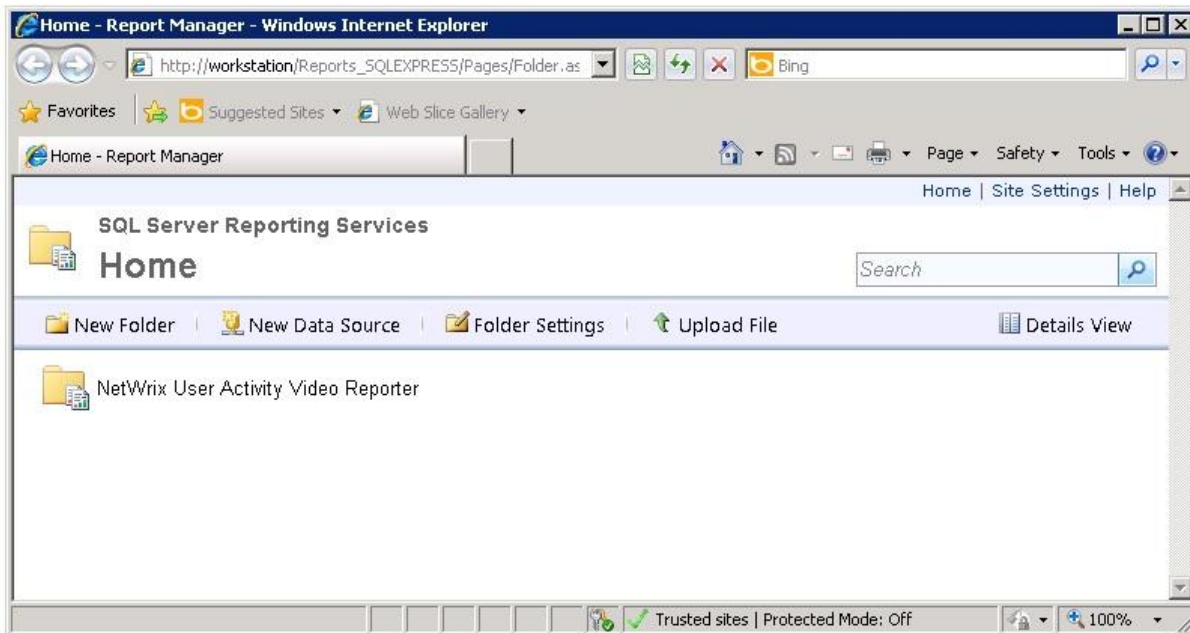 Home - Report Manager - Windows Internet Explorer
http://workstation/Reports_SQLEXPRESS/Pages/Folder.as
Bing
Favorites Suggested Sites Web Slice Gallery
Home - Report Manager Page Safety Tools
Home | Site Settings | Help
SQL Server Reporting Services
Home
Search
New Folder New Data Source Folder Settings Upload File Details View
NetWrix User Activity Video Reporter
Trusted sites | Protected Mode: Off 100%